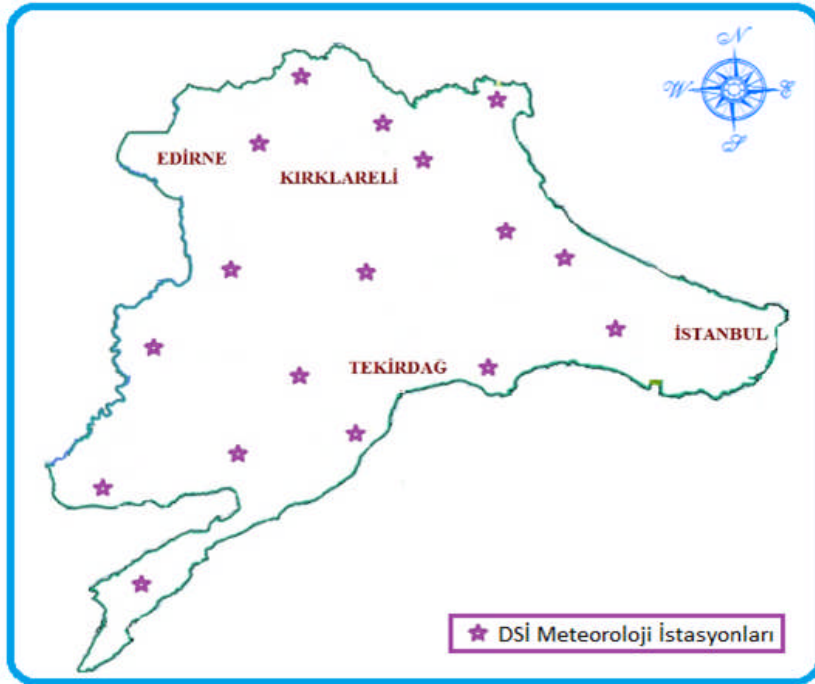 N
W
E
S
EDİRNE
KIRKLARELİ
İSTANBUL
TEKİRDAĞ
DSİ Meteoroloji İstasyonları